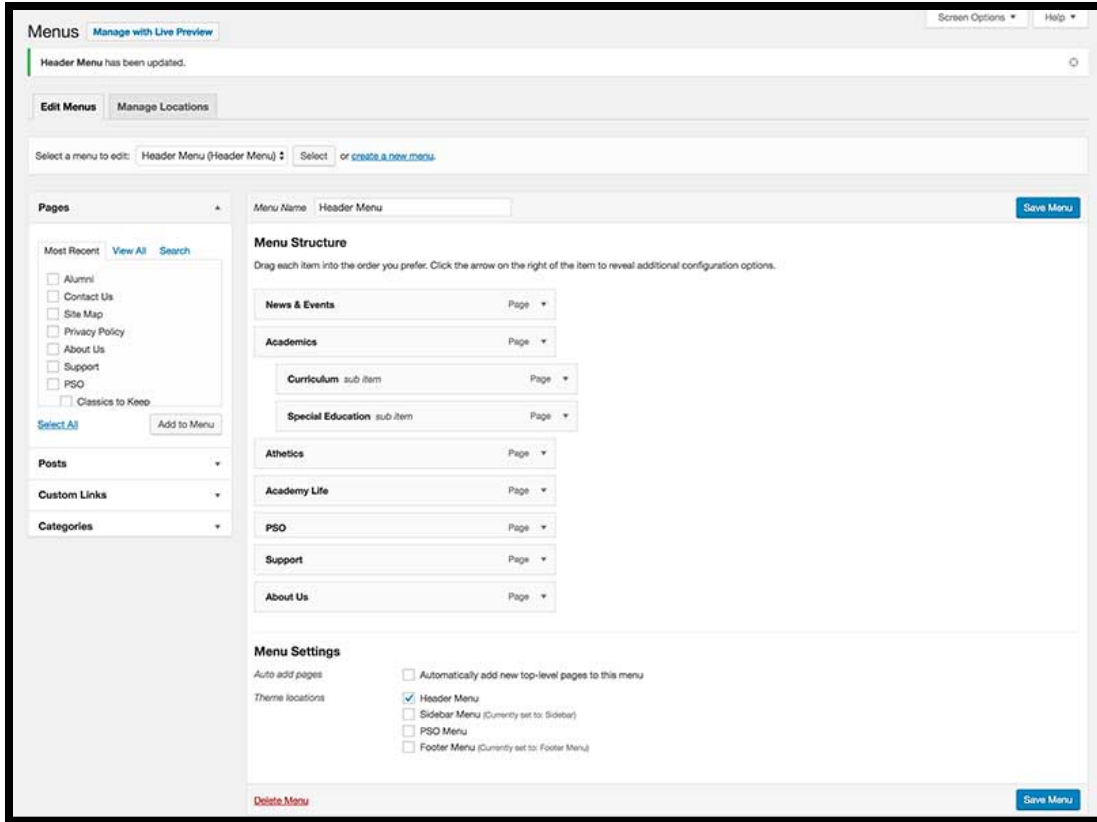 Screen Options ▼ Help ▼
Menus Manage with Live Preview
Header Menu has been updated.
Edit Menus Manage Locations
Select a menu to edit: Header Menu (Header Menu) Select or create a new menu.
Pages
Most Recent View All Search
Alumni
Contact Us
Site Map
Privacy Policy
About Us
Support
PSO
Classics to Keep
Select All Add to Menu
Posts
Custom Links
Categories
Menu Name Header Menu Save Menu
Menu Structure
Drag each item into the order you prefer. Click the arrow on the right of the item to reveal additional configuration options.
News & Events Page
Academics Page
Curriculum sub item Page
Special Education sub item Page
Athetics Page
Academy Life Page
PSO Page
Support Page
About Us Page
Menu Settings
Auto add pages Automatically add new top-level pages to this menu
Theme locations Header Menu
Sidebar Menu (Currently set to: Sidebar)
PSO Menu
Footer Menu (Currently set to: Footer Menu)
Delete Menu Save Menu